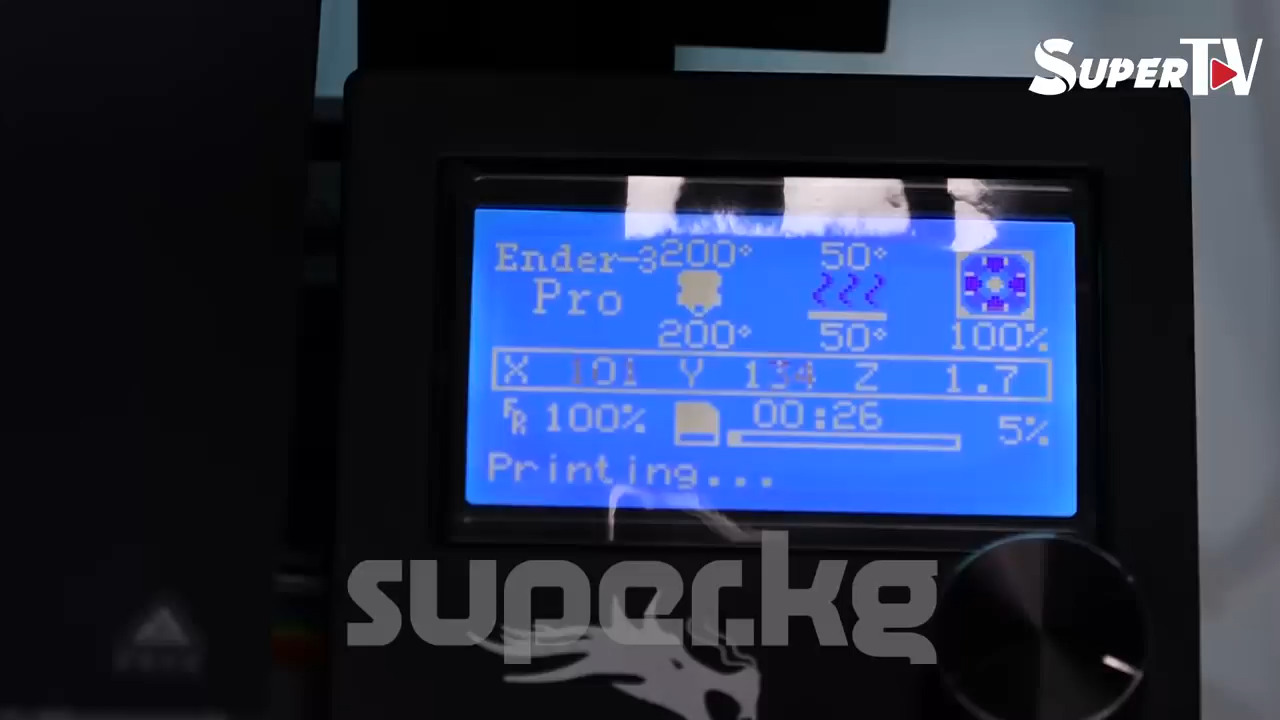 SUPERTV
Ender-3 200° 50°
Pro
200° 50° 100%
X 101 Y 134 Z 1.7
FR 100% 00:26 5%
Printing...
super.kg